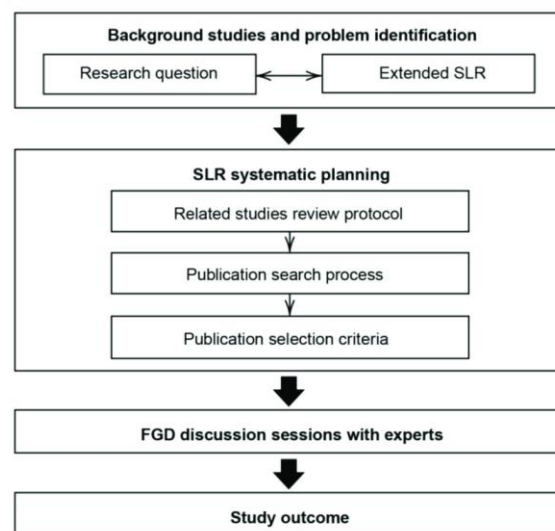 Background studies and problem identification
Research question
Extended SLR
SLR systematic planning
Related studies review protocol
Publication search process
Publication selection criteria
FGD discussion sessions with experts
Study outcome